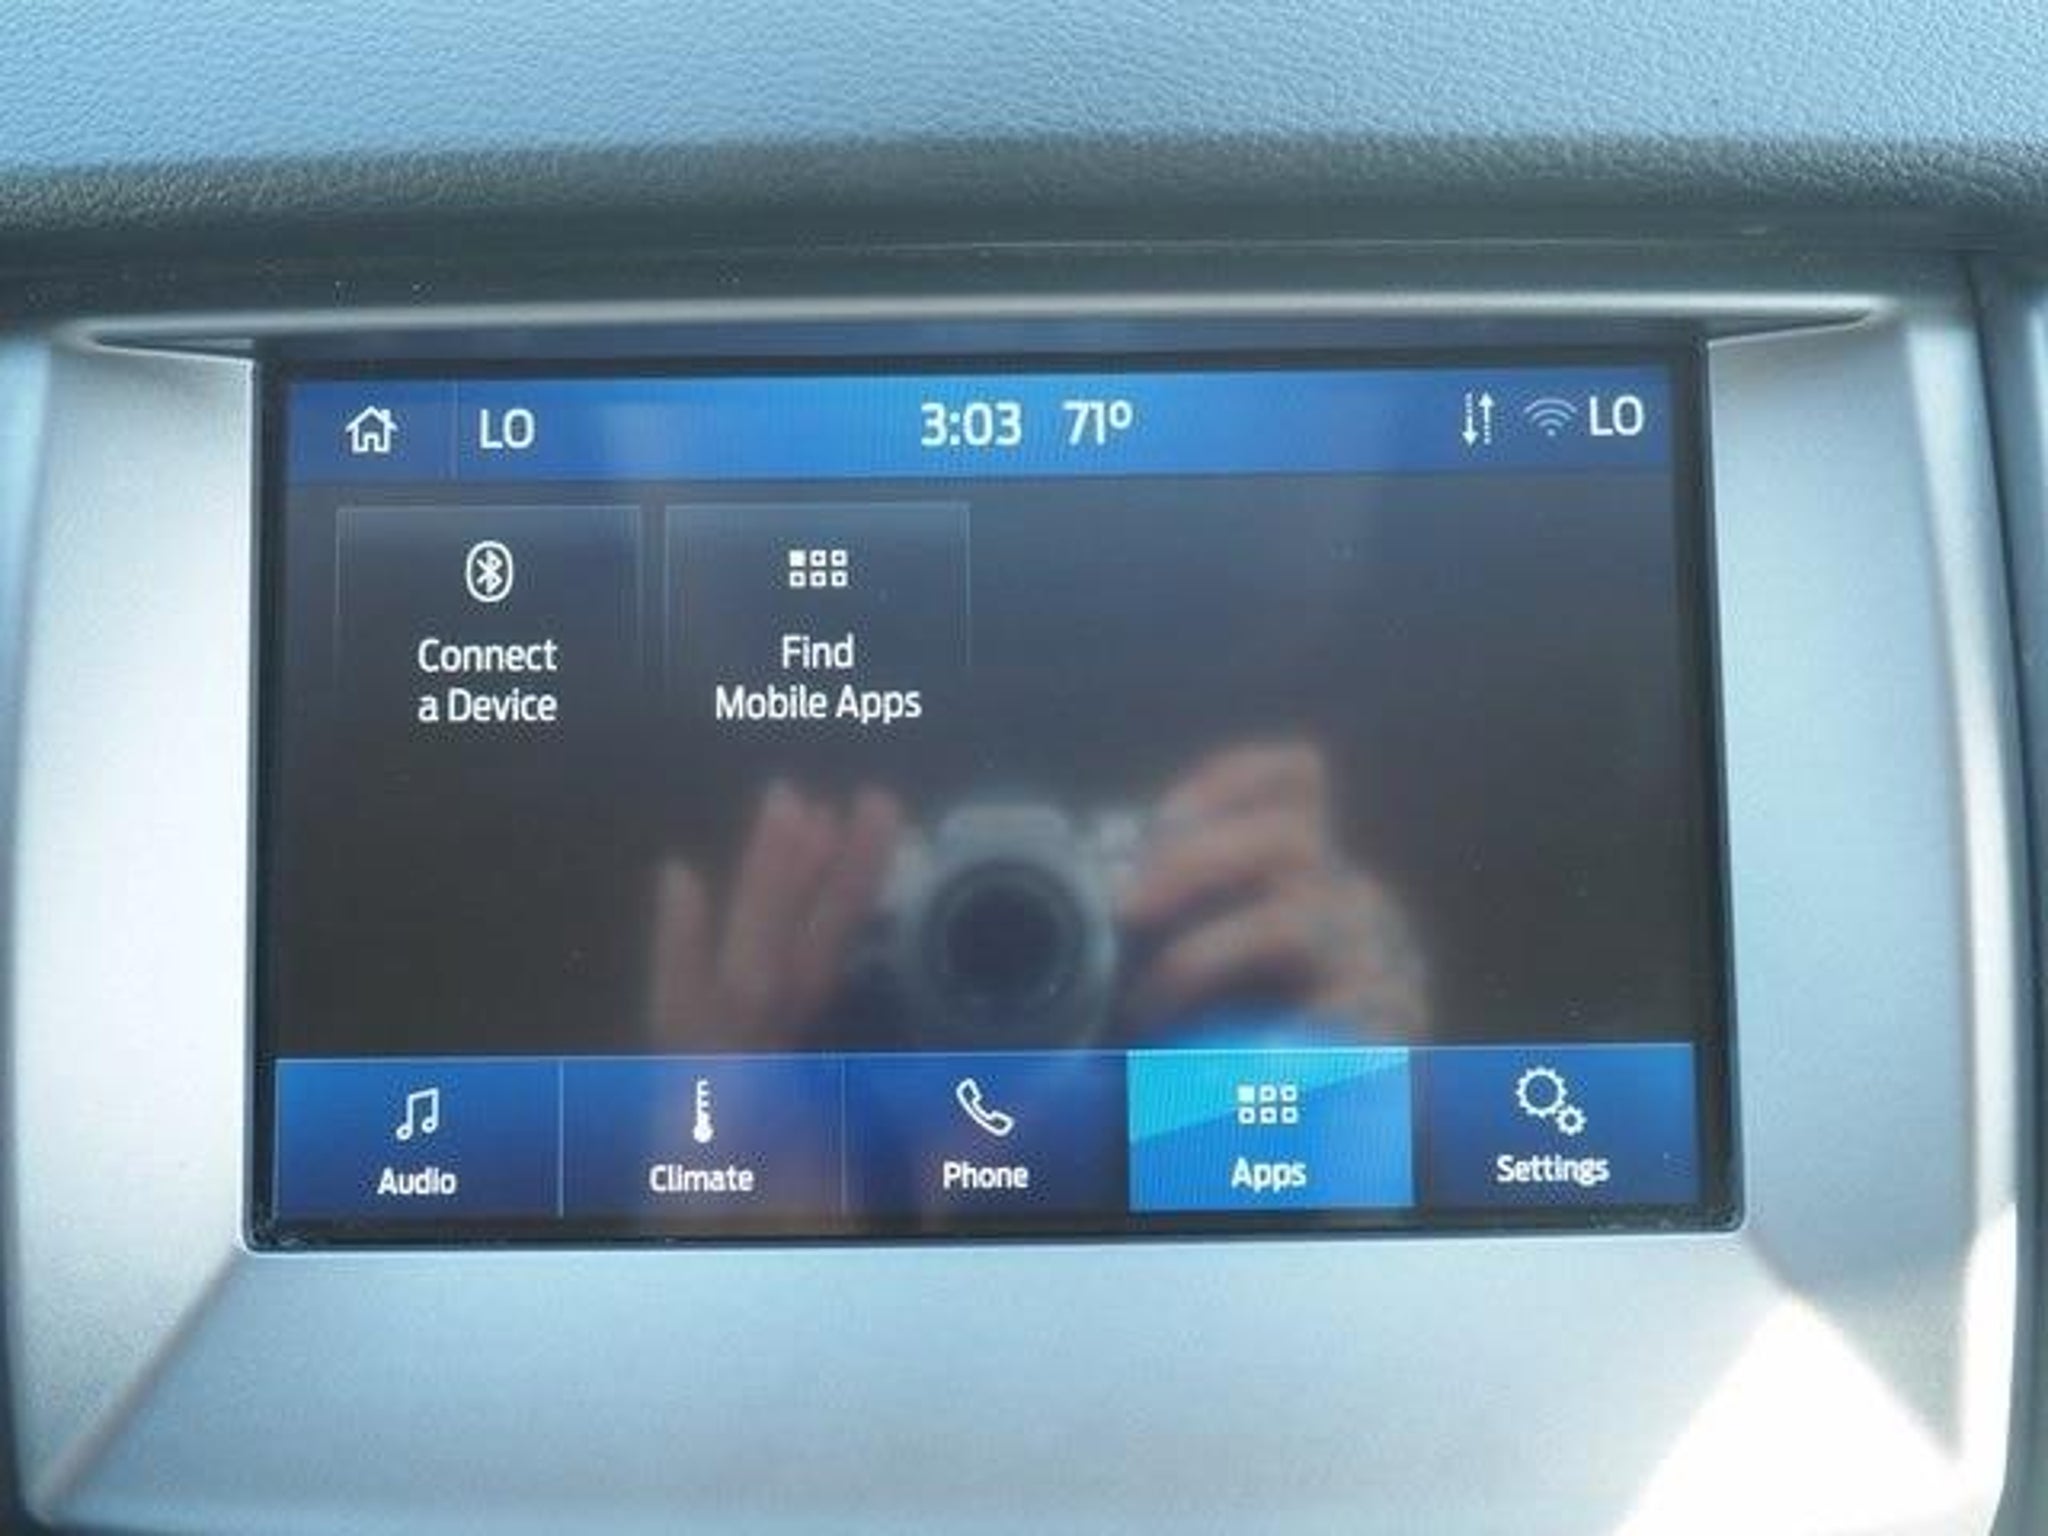 LO 3:03 71° LO
Connect
a Device
Find
Mobile Apps
Audio
Climate
Phone
Apps
Settings